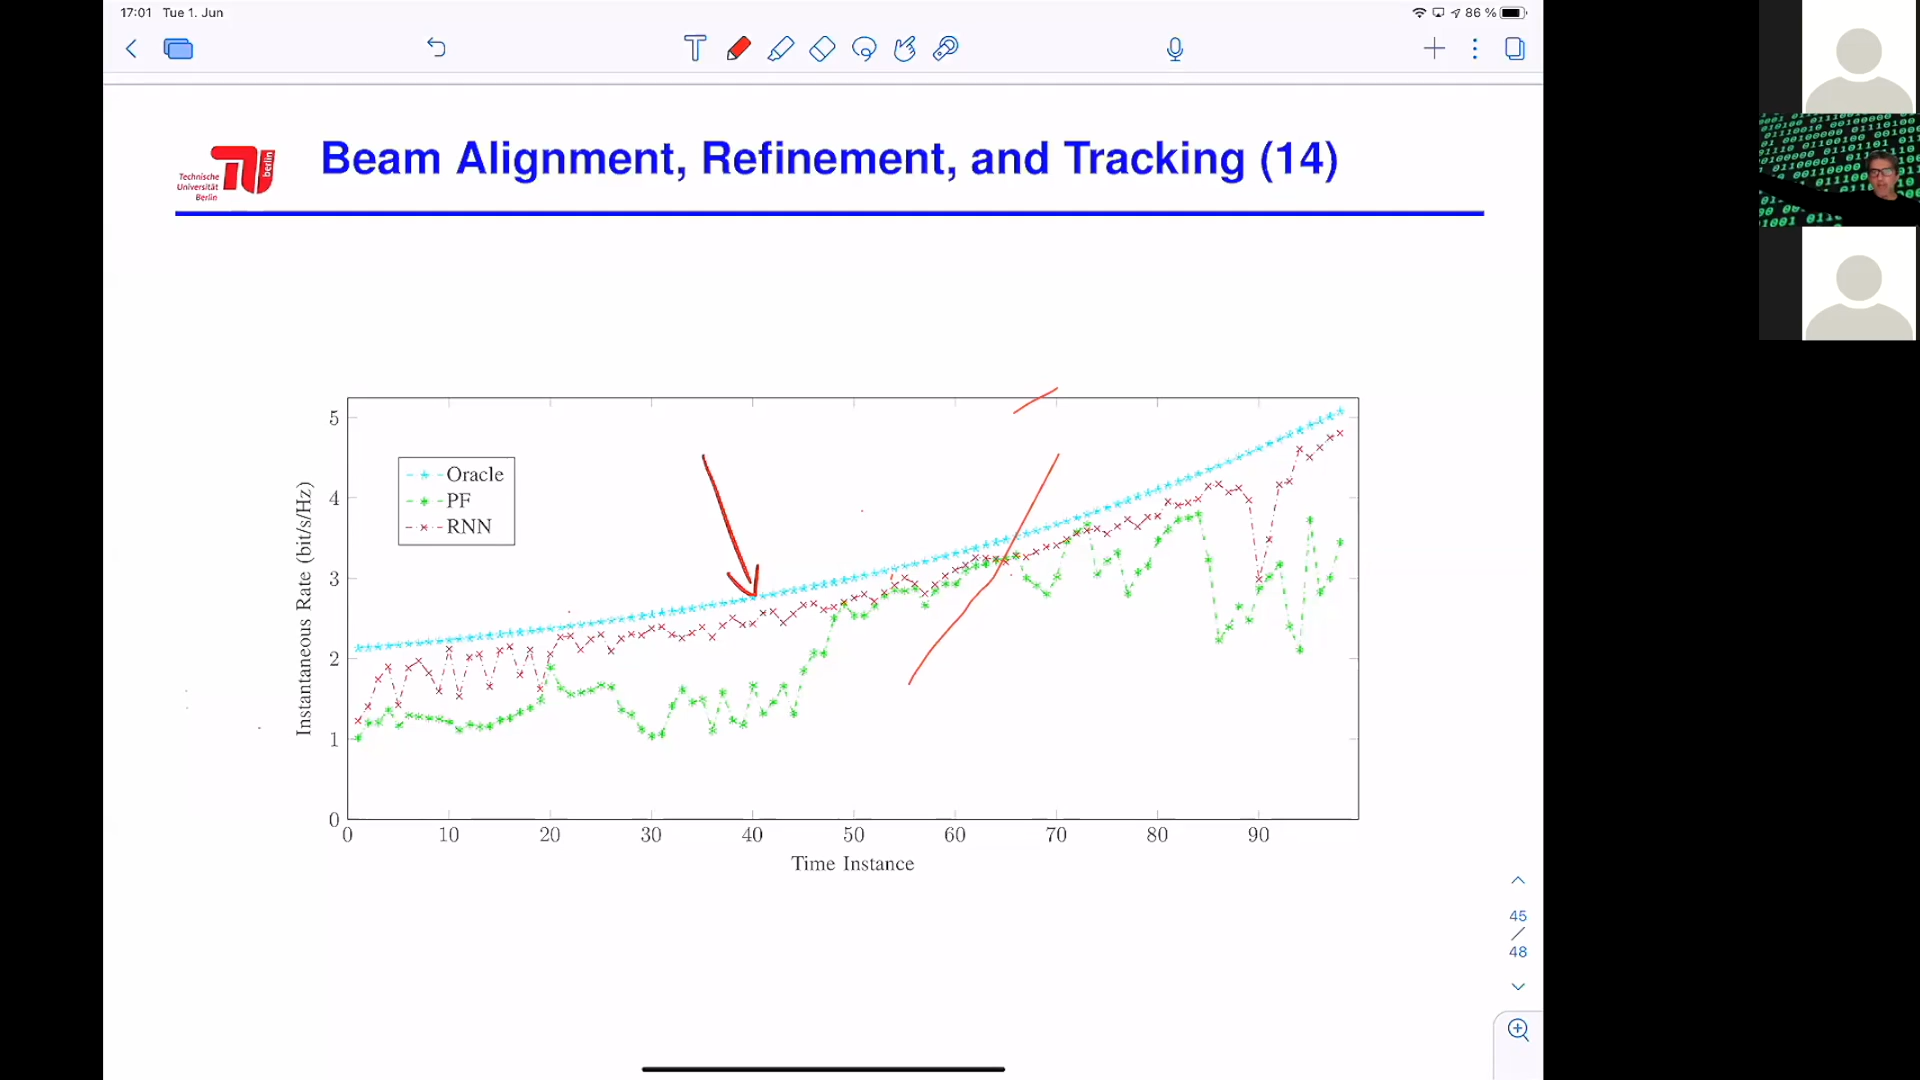 17:01 Tue 1. Jun
86 %
Beam Alignment, Refinement, and Tracking (14)
Technische
Universität
Berlin
berlin
Instantaneous Rate (bit/s/Hz)
5
4
3
2
1
0
Oracle
PF
RNN
0 10 20 30 40 50 60 70 80 90
Time Instance
45
48